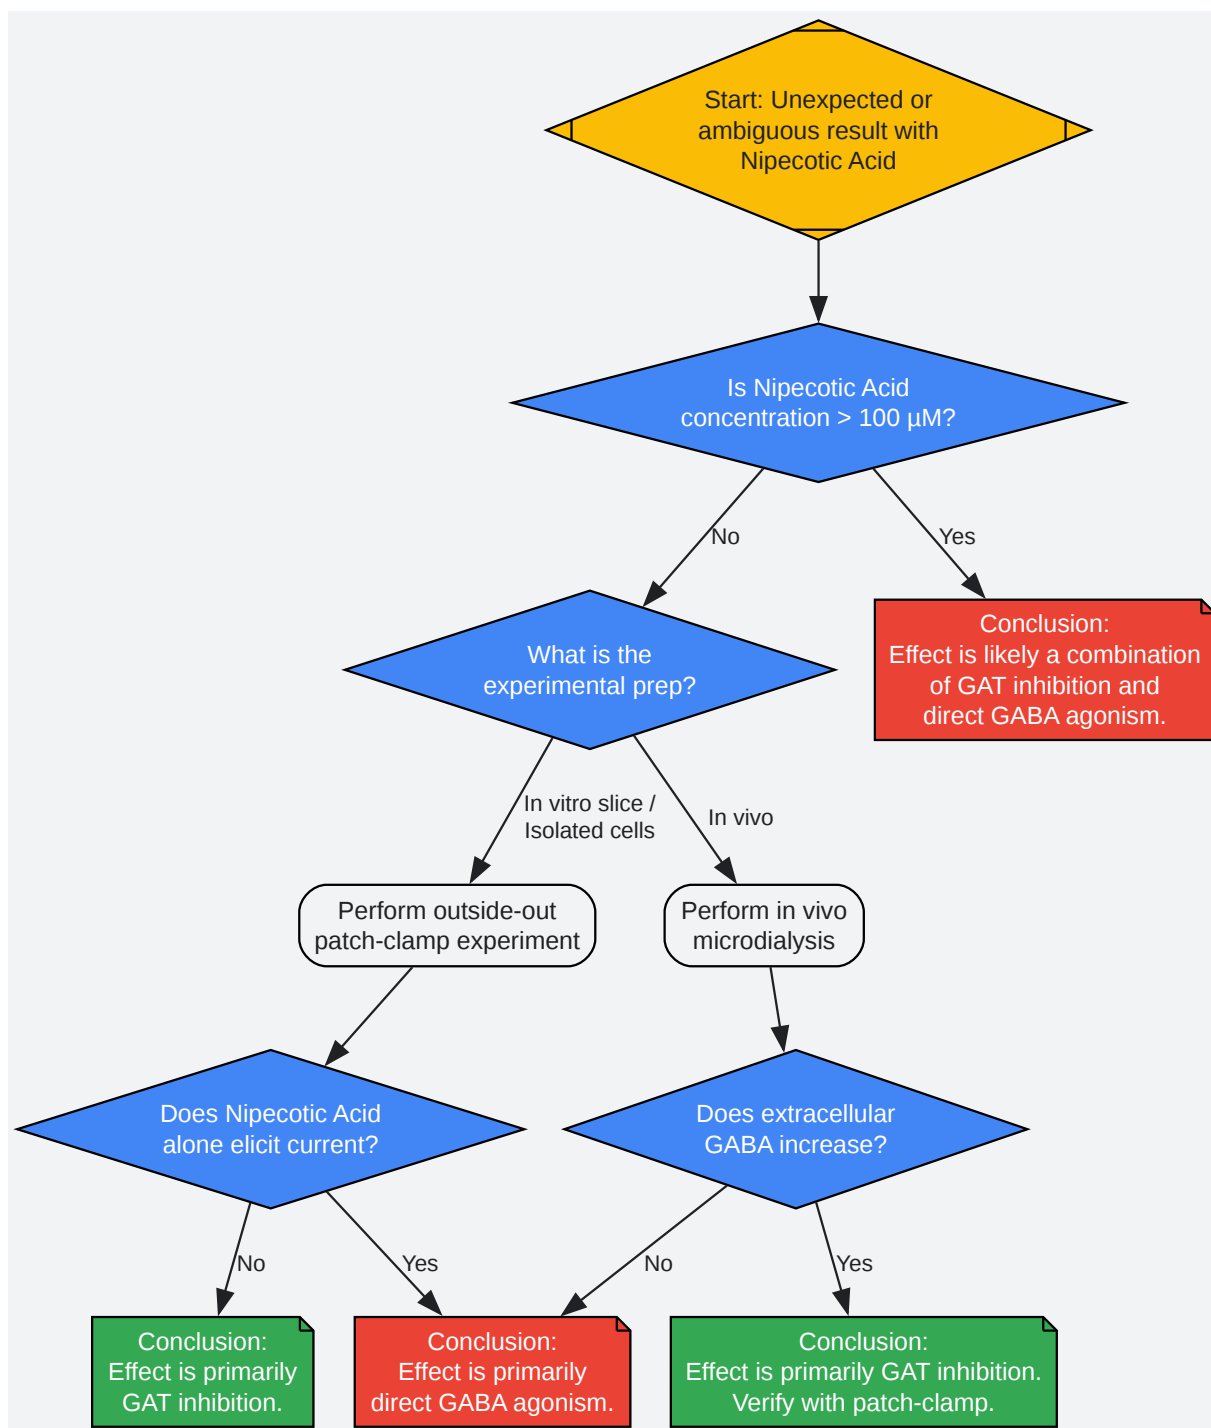 Start: Unexpected or
ambiguous result with
Nipecotic Acid
Is Nipecotic Acid
concentration > 100 µM?
No
Yes
Conclusion:
Effect is likely a combination
of GAT inhibition and
direct GABA agonism.
What is the
experimental prep?
In vitro slice /
Isolated cells
In vivo
Perform outside-out
patch-clamp experiment
Perform in vivo
microdialysis
Does Nipecotic Acid
alone elicit current?
Does extracellular
GABA increase?
No
Yes
No
Yes
Conclusion:
Effect is primarily
GAT inhibition.
Conclusion:
Effect is primarily
direct GABA agonism.
Conclusion:
Effect is primarily GAT inhibition.
Verify with patch-clamp.